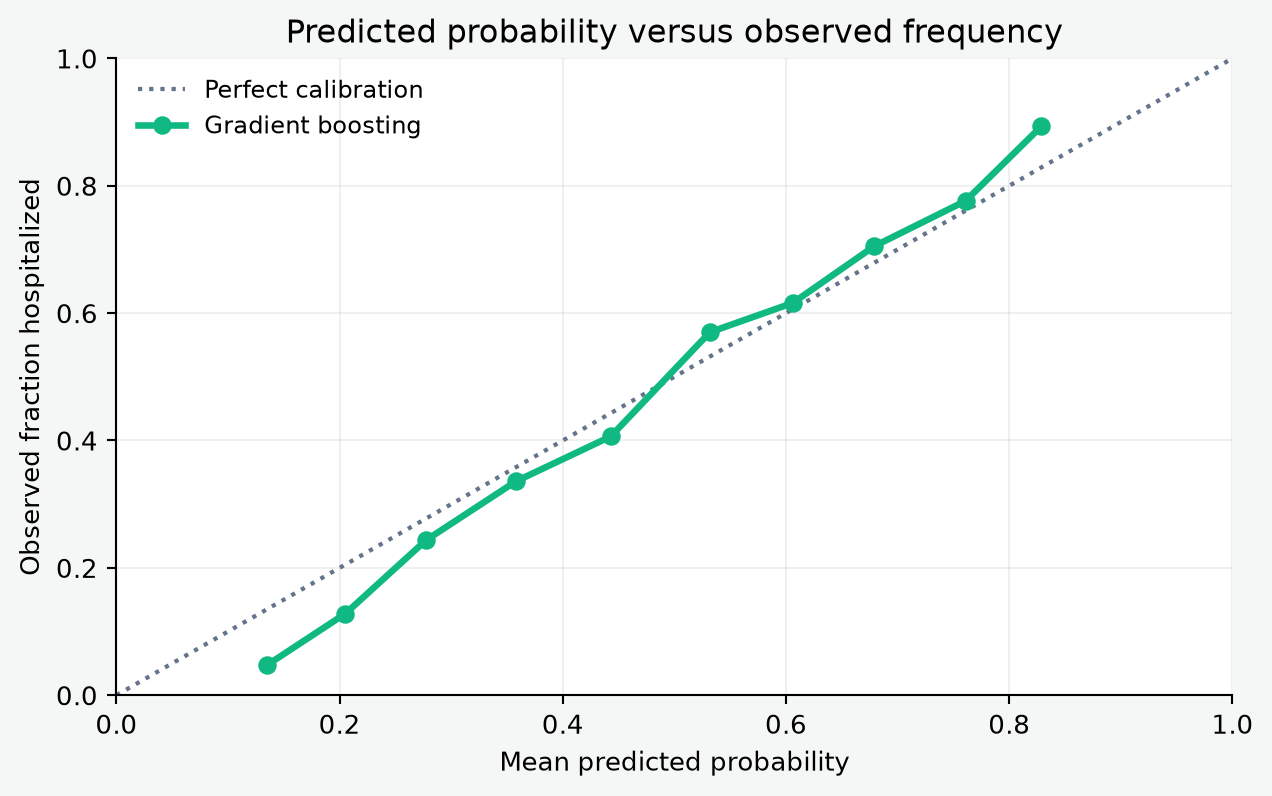 Predicted probability versus observed frequency
Perfect calibration
Gradient boosting
Observed fraction hospitalized
1.0
0.8
0.6
0.4
0.2
0.0
0.0 0.2 0.4 0.6 0.8 1.0
Mean predicted probability